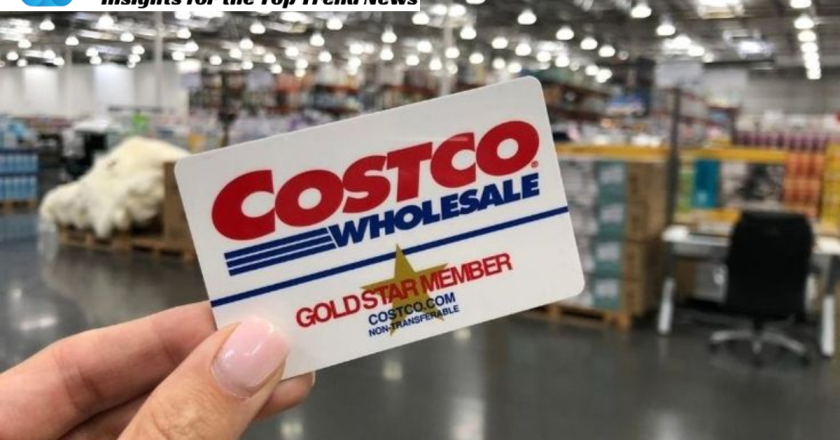 Insights for the Top Trend News
COSTCO®
WHOLESALE
GOLD STAR MEMBER
COSTCO.COM
NON-TRANSFERABLE